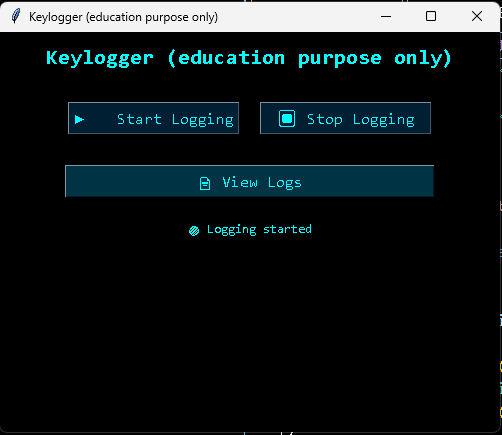 Keylogger (education purpose only)
Keylogger (education purpose only)
Start Logging
Stop Logging
View Logs
Logging started